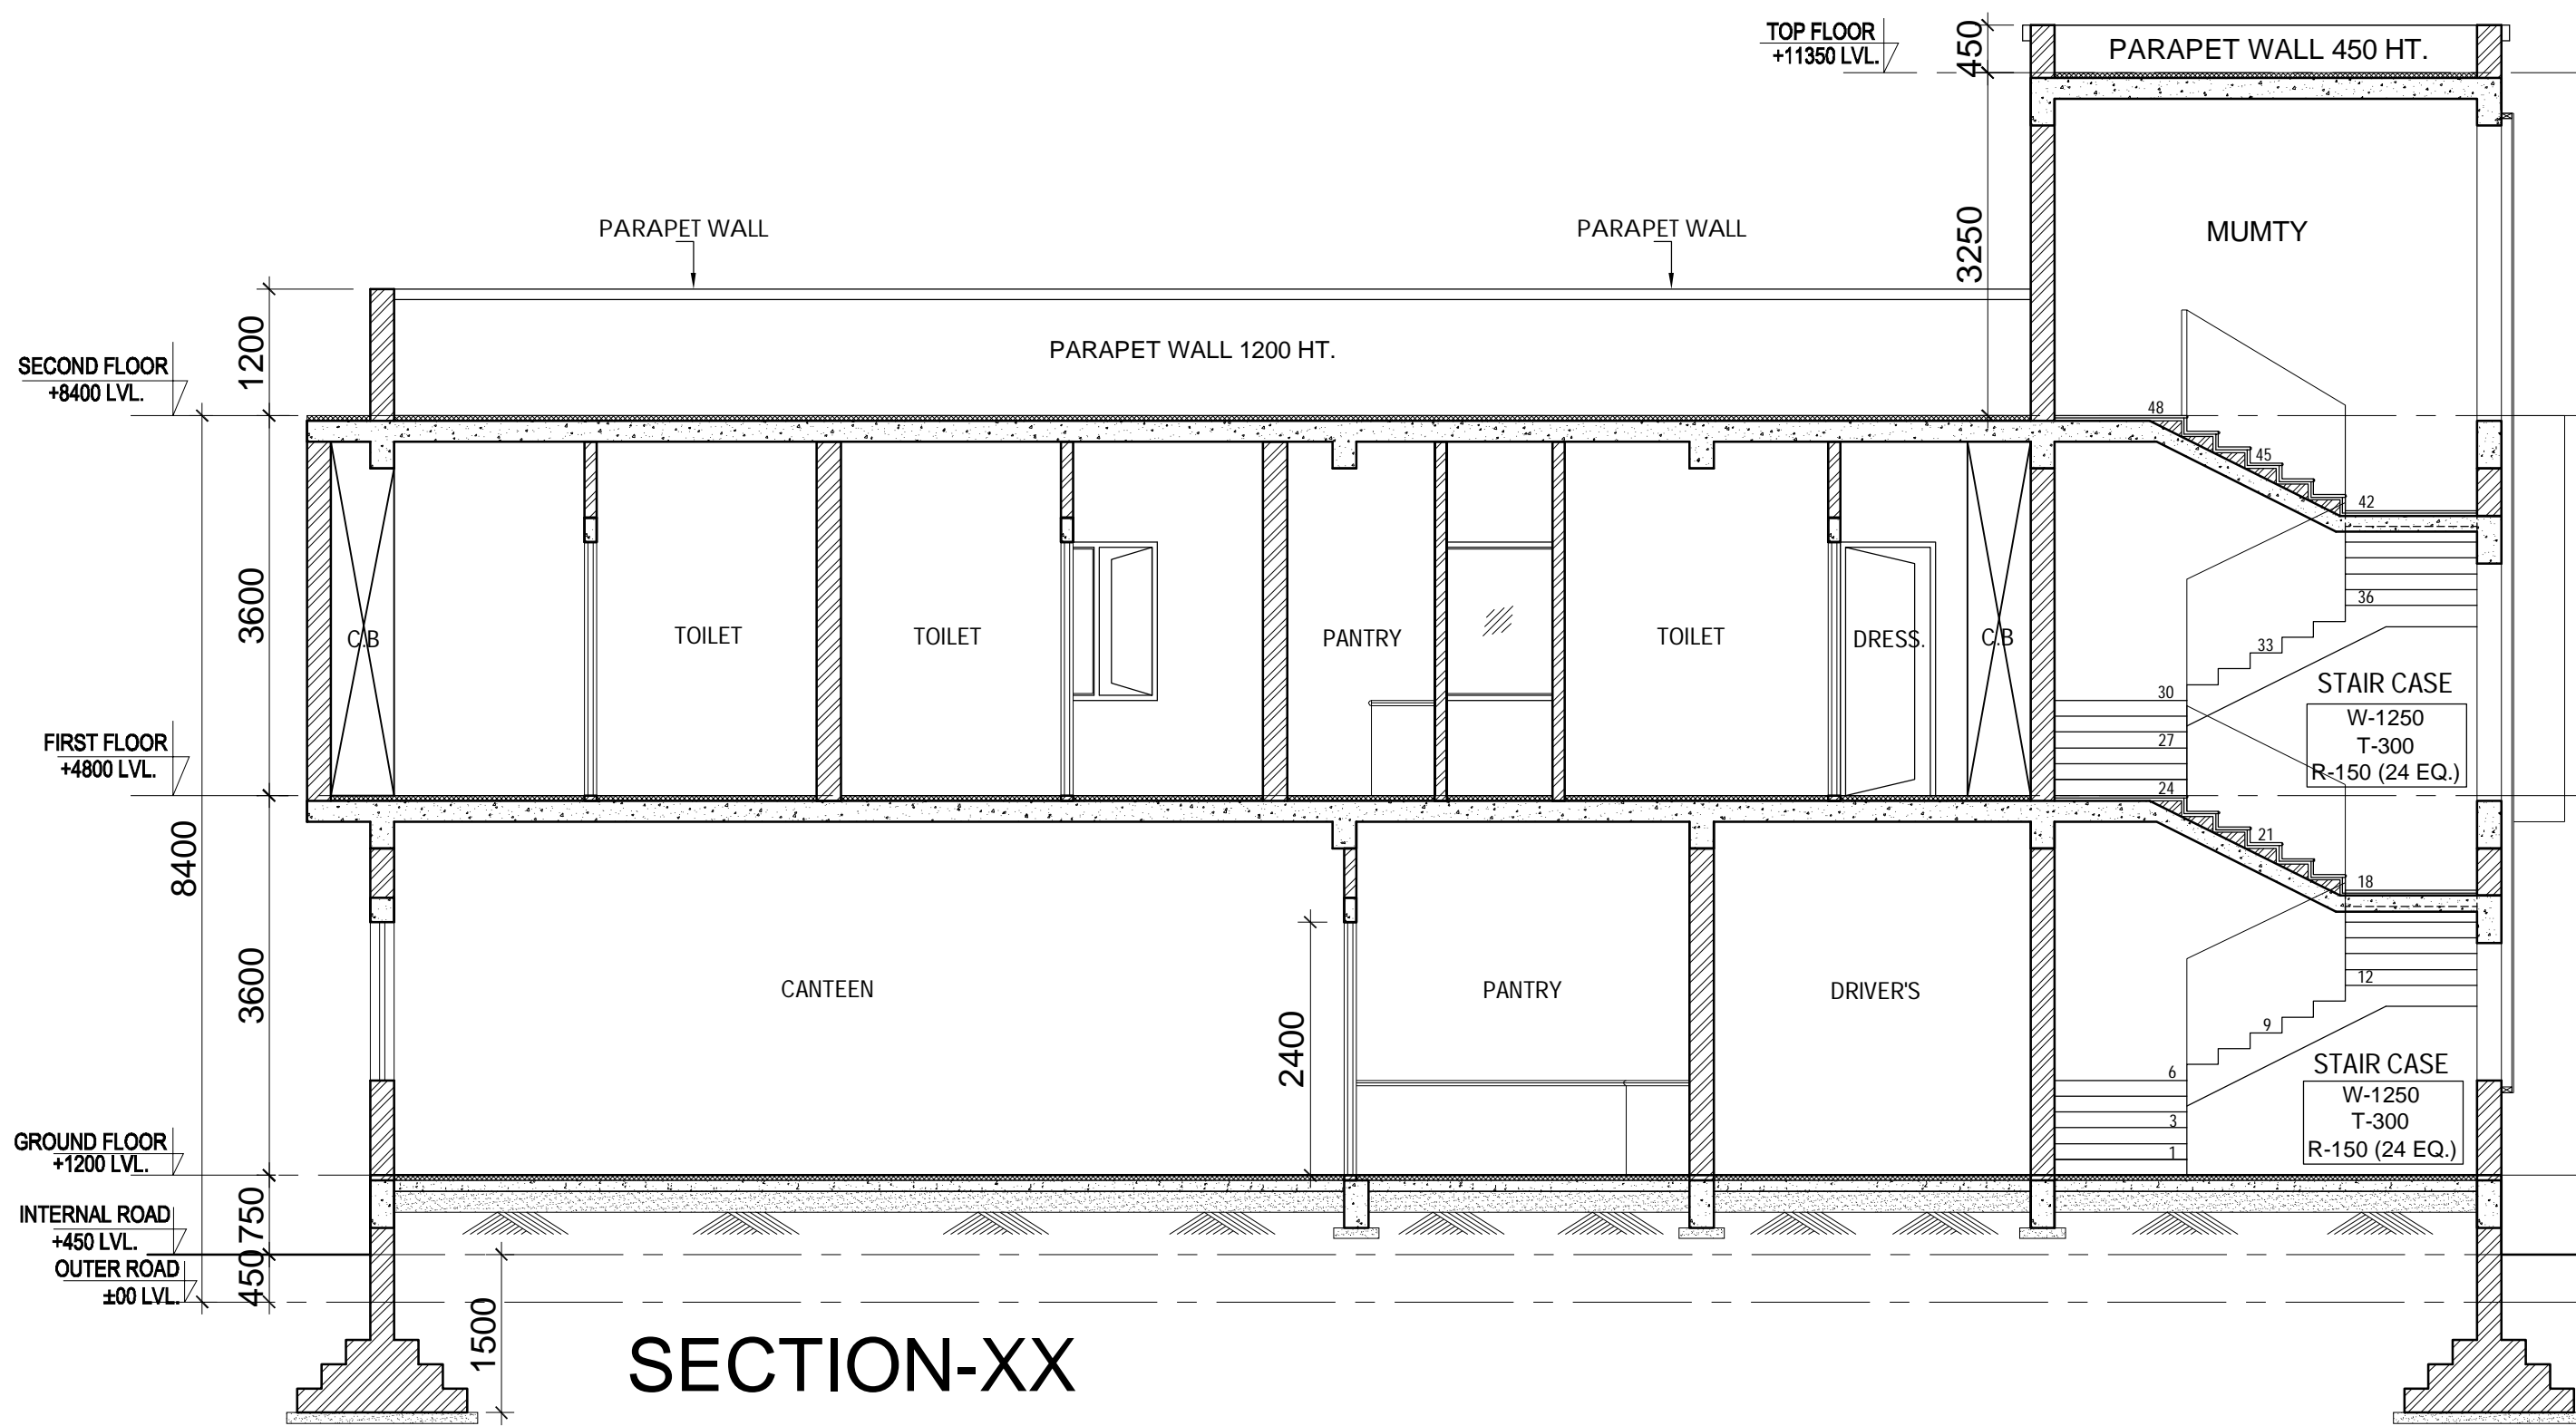 TOP FLOOR
+11350 LVL.
450
PARAPET WALL 450 HT.
3250
MUMTY
PARAPET WALL
PARAPET WALL
1200
PARAPET WALL 1200 HT.
SECOND FLOOR
+8400 LVL.
48
45
42
3600
C.B
TOILET
TOILET
PANTRY
TOILET
DRESS.
C.B
36
33
30
27
24
STAIR CASE
W-1250
T-300
R-150 (24 EQ.)
FIRST FLOOR
+4800 LVL.
8400
21
18
3600
CANTEEN
2400
PANTRY
DRIVER'S
12
9
6
3
1
STAIR CASE
W-1250
T-300
R-150 (24 EQ.)
GROUND FLOOR
+1200 LVL.
750
INTERNAL ROAD
+450 LVL.
450
OUTER ROAD
±00 LVL.
1500
SECTION-XX